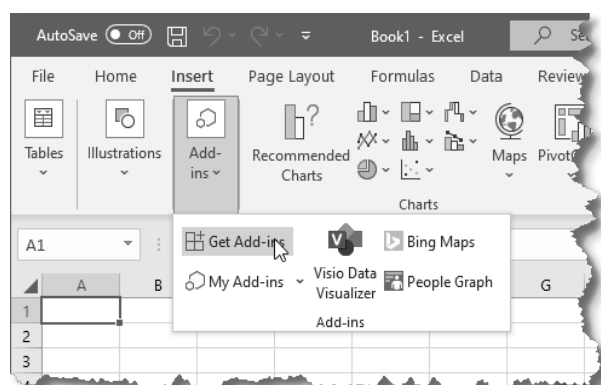 AutoSave Off Book1 - Excel
File Home Insert Page Layout Formulas Data Review
Tables Illustrations Add-ins Recommended Charts Maps
Charts
Get Add-ins Bing Maps
My Add-ins Visio Data Visualizer People Graph
Add-ins
A1
A B G
1
2
3